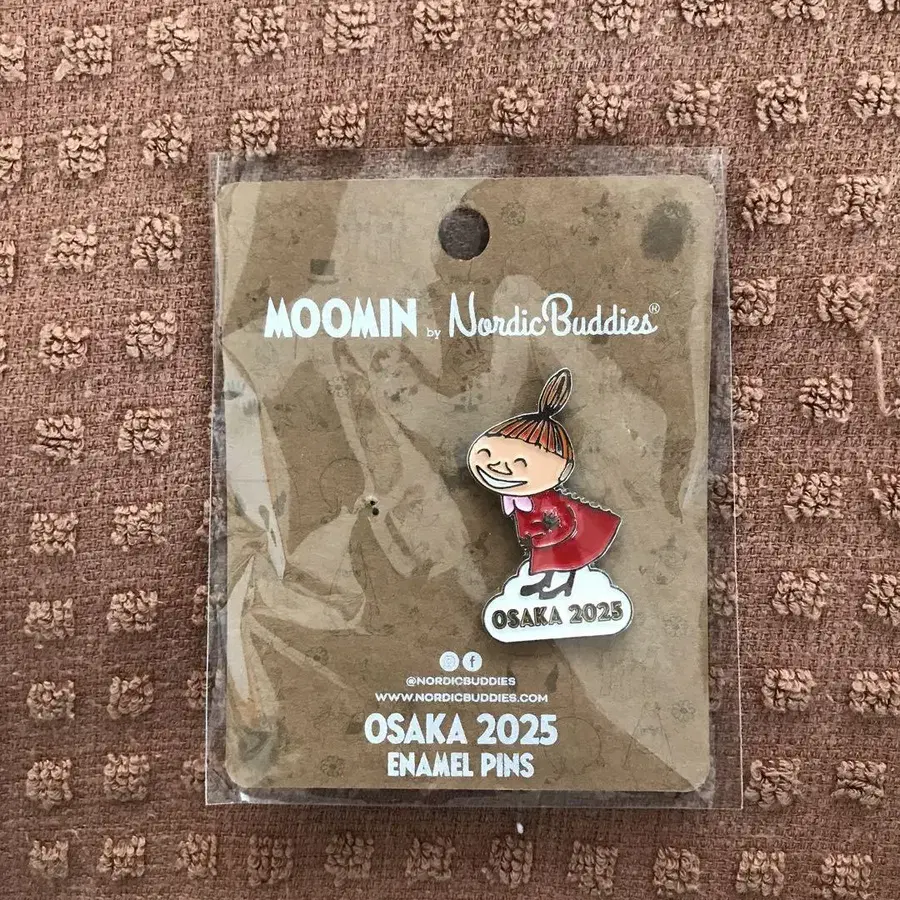 MOOMIN by NordicBuddies®
OSAKA 2025
@NORDICBUDDIES
WWW.NORDICBUDDIES.COM
OSAKA 2025
ENAMEL PINS